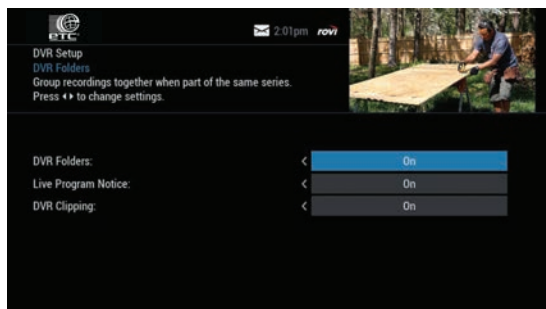 etc
2:01pm rovi
DVR Setup
DVR Folders
Group recordings together when part of the same series.
Press ◂▸ to change settings.
DVR Folders: < On
Live Program Notice: < On
DVR Clipping: < On